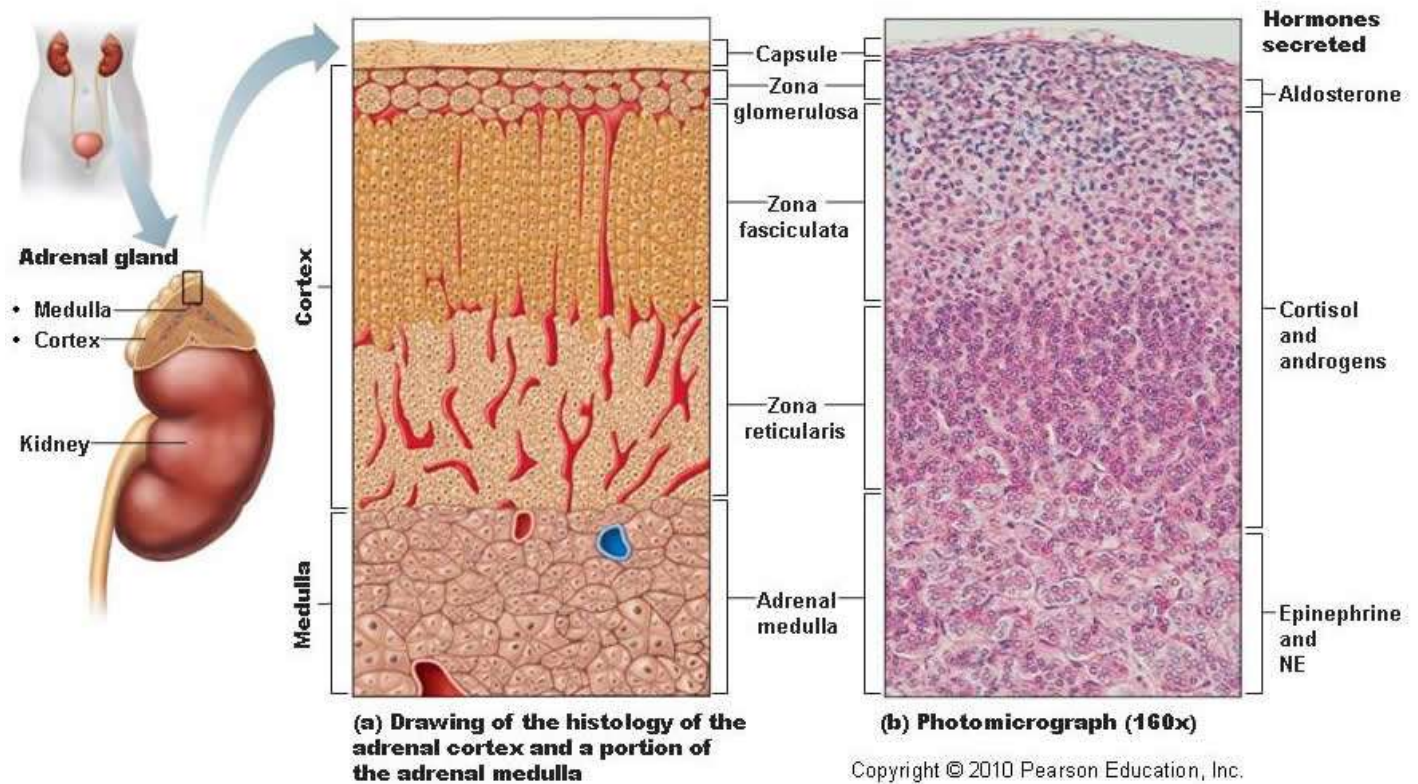 Adrenal gland
• Medulla
• Cortex
Kidney
Cortex
Medulla
Capsule
Zona
glomerulosa
Zona
fasciculata
Zona
reticularis
Adrenal
medulla
Hormones
secreted
Aldosterone
Cortisol
and
androgens
Epinephrine
and
NE
(a) Drawing of the histology of the
adrenal cortex and a portion of
the adrenal medulla
(b) Photomicrograph (160x)
Copyright © 2010 Pearson Education, Inc.